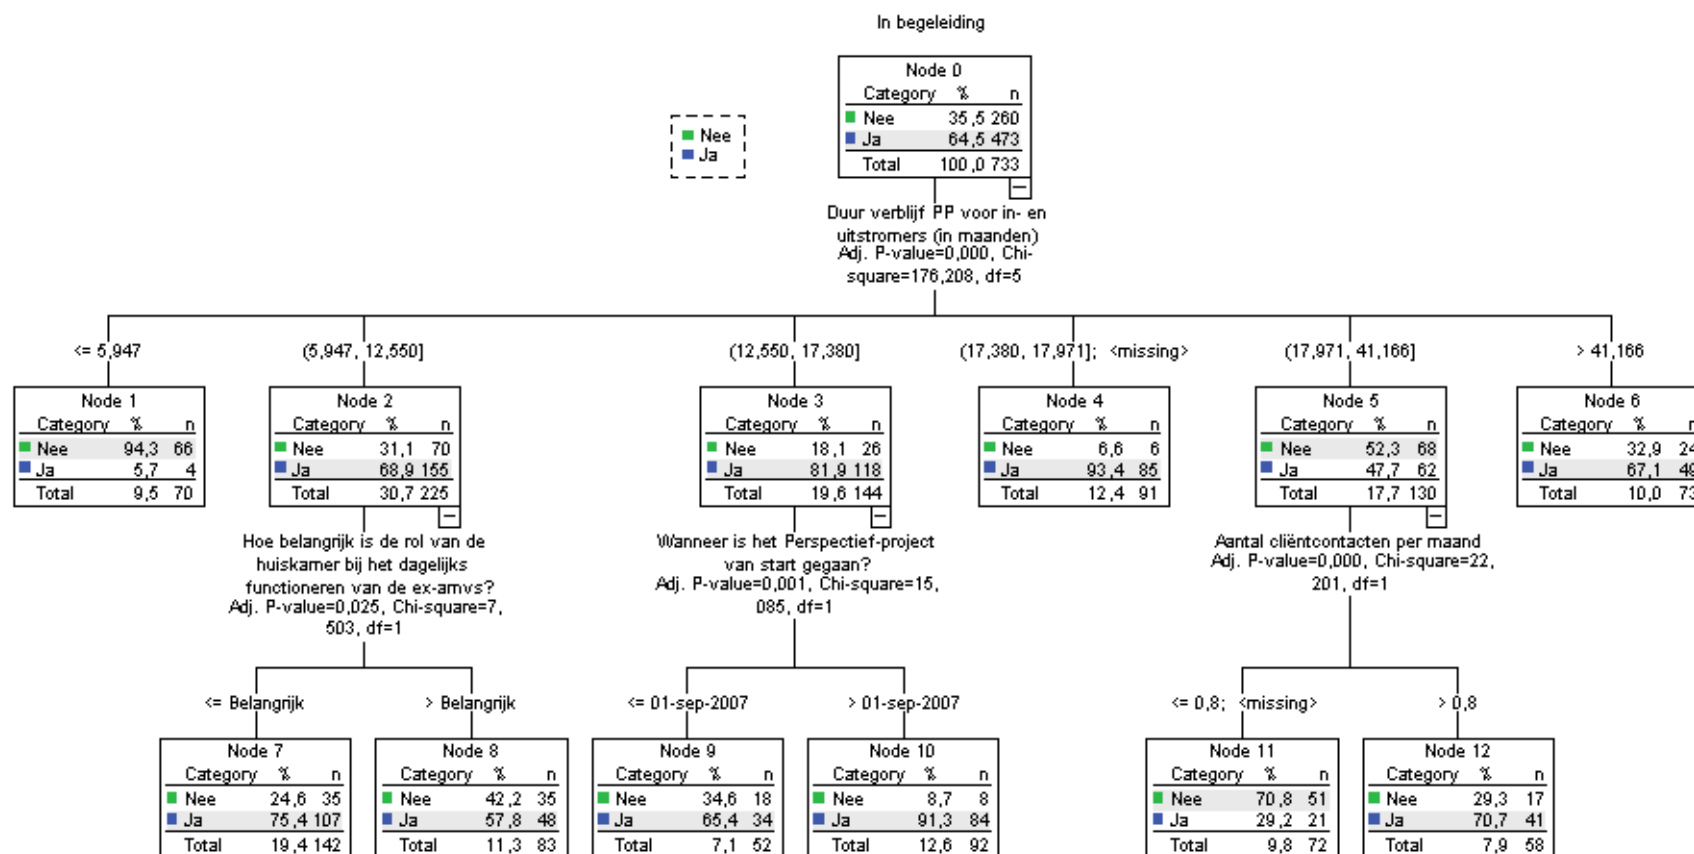 In begeleiding
Nee
Ja
Node 0
Category % n
Nee 35,5 260
Ja 64,5 473
Total 100,0 733
Duur verblijf PP voor in- en
uitstromers (in maanden)
Adj. P-value=0,000, Chi-
square=176,208, df=5
<= 5,947
(5,947, 12,550]
(12,550, 17,380]
(17,380, 17,971]; <missing>
(17,971, 41,166]
> 41,166
Node 1
Category % n
Nee 94,3 66
Ja 5,7 4
Total 9,5 70
Node 2
Category % n
Nee 31,1 70
Ja 68,9 155
Total 30,7 225
Node 3
Category % n
Nee 18,1 26
Ja 81,9 118
Total 19,6 144
Node 4
Category % n
Nee 6,6 6
Ja 93,4 85
Total 12,4 91
Node 5
Category % n
Nee 52,3 68
Ja 47,7 62
Total 17,7 130
Node 6
Category % n
Nee 32,9 24
Ja 67,1 49
Total 10,0 73
Hoe belangrijk is de rol van de
huiskamer bij het dagelijks
functioneren van de ex-amvs?
Adj. P-value=0,025, Chi-square=7,
503, df=1
Wanneer is het Perspectief-project
van start gegaan?
Adj. P-value=0,001, Chi-square=15,
085, df=1
Aantal cliëntcontacten per maand
Adj. P-value=0,000, Chi-square=22,
201, df=1
<= Belangrijk
> Belangrijk
<= 01-sep-2007
> 01-sep-2007
<= 0,8; <missing>
> 0,8
Node 7
Category % n
Nee 24,6 35
Ja 75,4 107
Total 19,4 142
Node 8
Category % n
Nee 42,2 35
Ja 57,8 48
Total 11,3 83
Node 9
Category % n
Nee 34,6 18
Ja 65,4 34
Total 7,1 52
Node 10
Category % n
Nee 8,7 8
Ja 91,3 84
Total 12,6 92
Node 11
Category % n
Nee 70,8 51
Ja 29,2 21
Total 9,8 72
Node 12
Category % n
Nee 29,3 17
Ja 70,7 41
Total 7,9 58